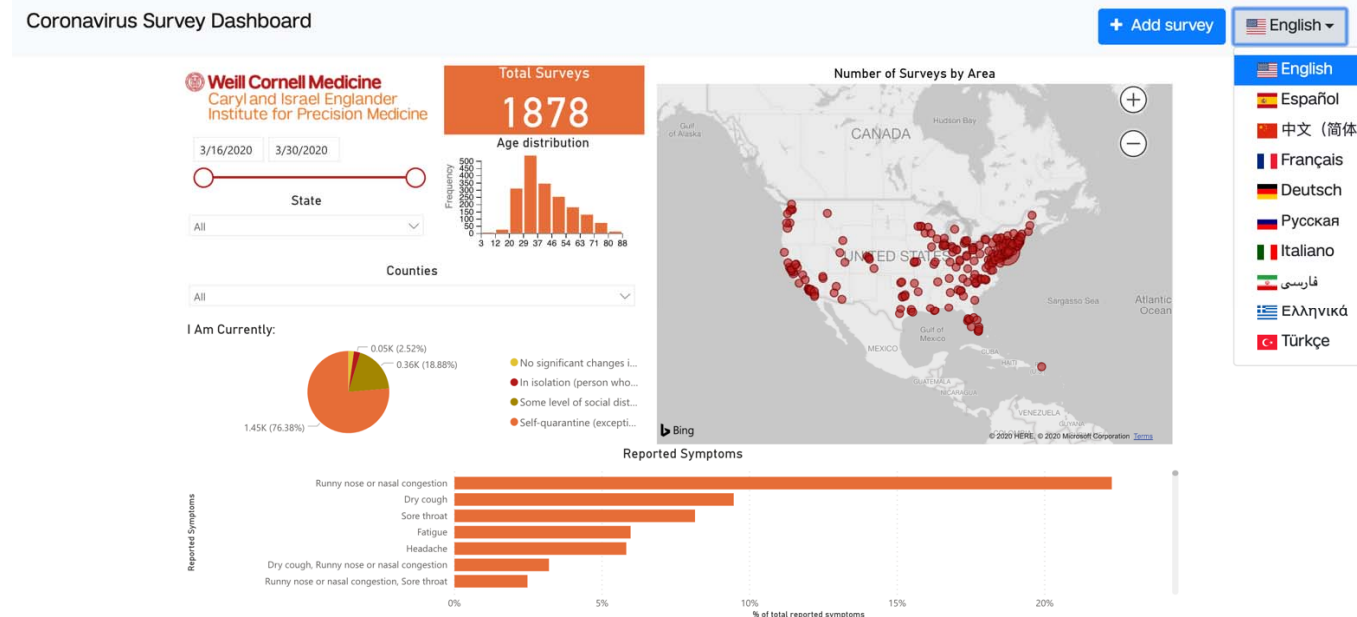 Coronavirus Survey Dashboard
+ Add survey
English
English
Español
中文（简体
Français
Deutsch
Русская
Italiano
فارسی
Ελληνικά
Türkçe
Weill Cornell Medicine
Caryl and Israel Englander
Institute for Precision Medicine
3/16/2020 3/30/2020
State
All
Counties
All
Total Surveys
1878
Age distribution
Frequency
500
450
400
350
300
250
200
150
100
50
0
3 12 20 29 37 46 54 63 71 80 88
Number of Surveys by Area
Gulf
of Alaska
CANADA
Hudson Bay
UNITED STATES
Sargasso Sea
Atlantic
Ocean
Gulf of
Mexico
MEXICO
CUBA
HAITI
GUATEMALA
NICARAGUA
VENEZUELA
GUYANA
COLOMBIA
Bing
© 2020 HERE, © 2020 Microsoft Corporation Terms
I Am Currently:
0.05K (2.52%)
0.36K (18.88%)
1.45K (76.38%)
No significant changes i...
In isolation (person who...
Some level of social dist...
Self-quarantine (excepti...
Reported Symptoms
Reported Symptoms
Runny nose or nasal congestion
Dry cough
Sore throat
Fatigue
Headache
Dry cough, Runny nose or nasal congestion
Runny nose or nasal congestion, Sore throat
0% 5% 10% 15% 20%
% of total reported symptoms